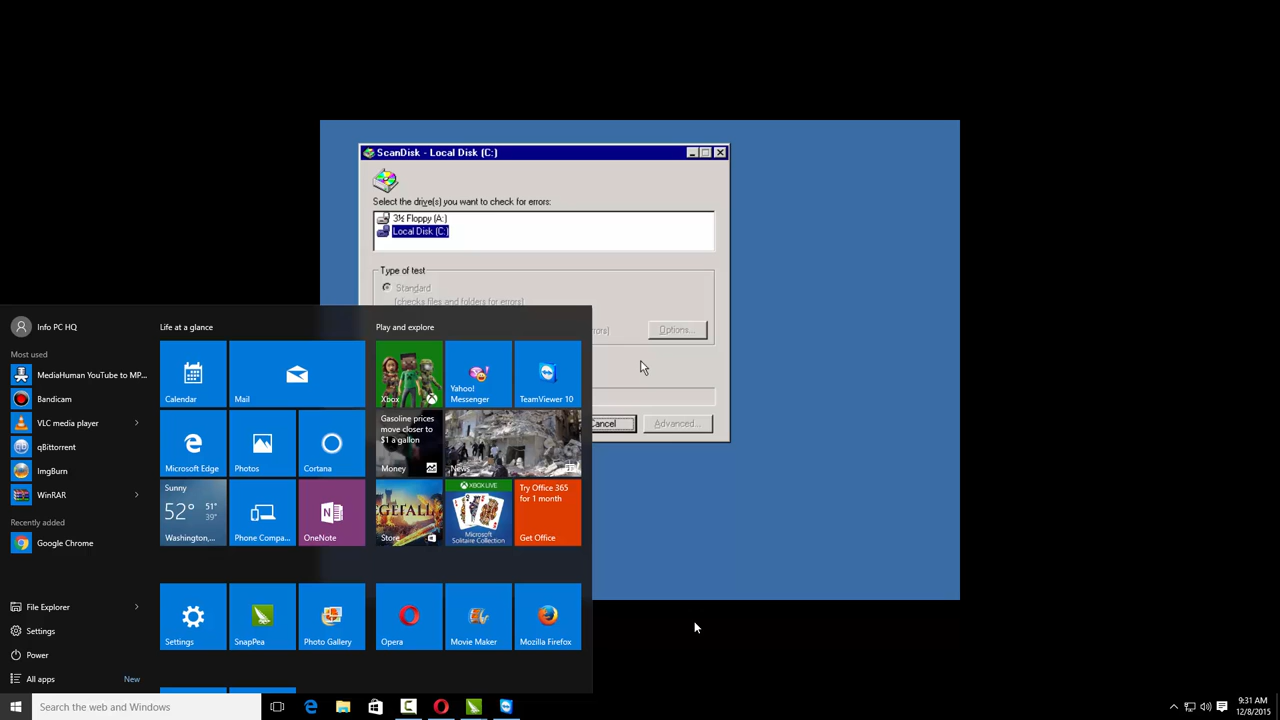 ScanDisk - Local Disk (C:)
Select the drive(s) you want to check for errors:
3½ Floppy (A:)
Local Disk (C:)
Type of test
Standard
(checks files and folders for errors)
rrors)
Options...
Cancel
Advanced...
Info PC HQ
Most used
MediaHuman YouTube to MP...
Bandicam
VLC media player
qBittorrent
ImgBurn
WinRAR
Recently added
Google Chrome
File Explorer
Settings
Power
All apps
New
Life at a glance
Calendar
Mail
Microsoft Edge
Photos
Cortana
Sunny
52°
51°
39°
Washington,...
Phone Compa...
OneNote
Settings
SnapPea
Photo Gallery
Play and explore
Xbox
Yahoo!
Messenger
TeamViewer 10
Gasoline prices
move closer to
$1 a gallon
Money
News
Store
XBOX LIVE
Microsoft
Solitaire Collection
Try Office 365
for 1 month
Get Office
Opera
Movie Maker
Mozilla Firefox
Search the web and Windows
9:31 AM
12/8/2015